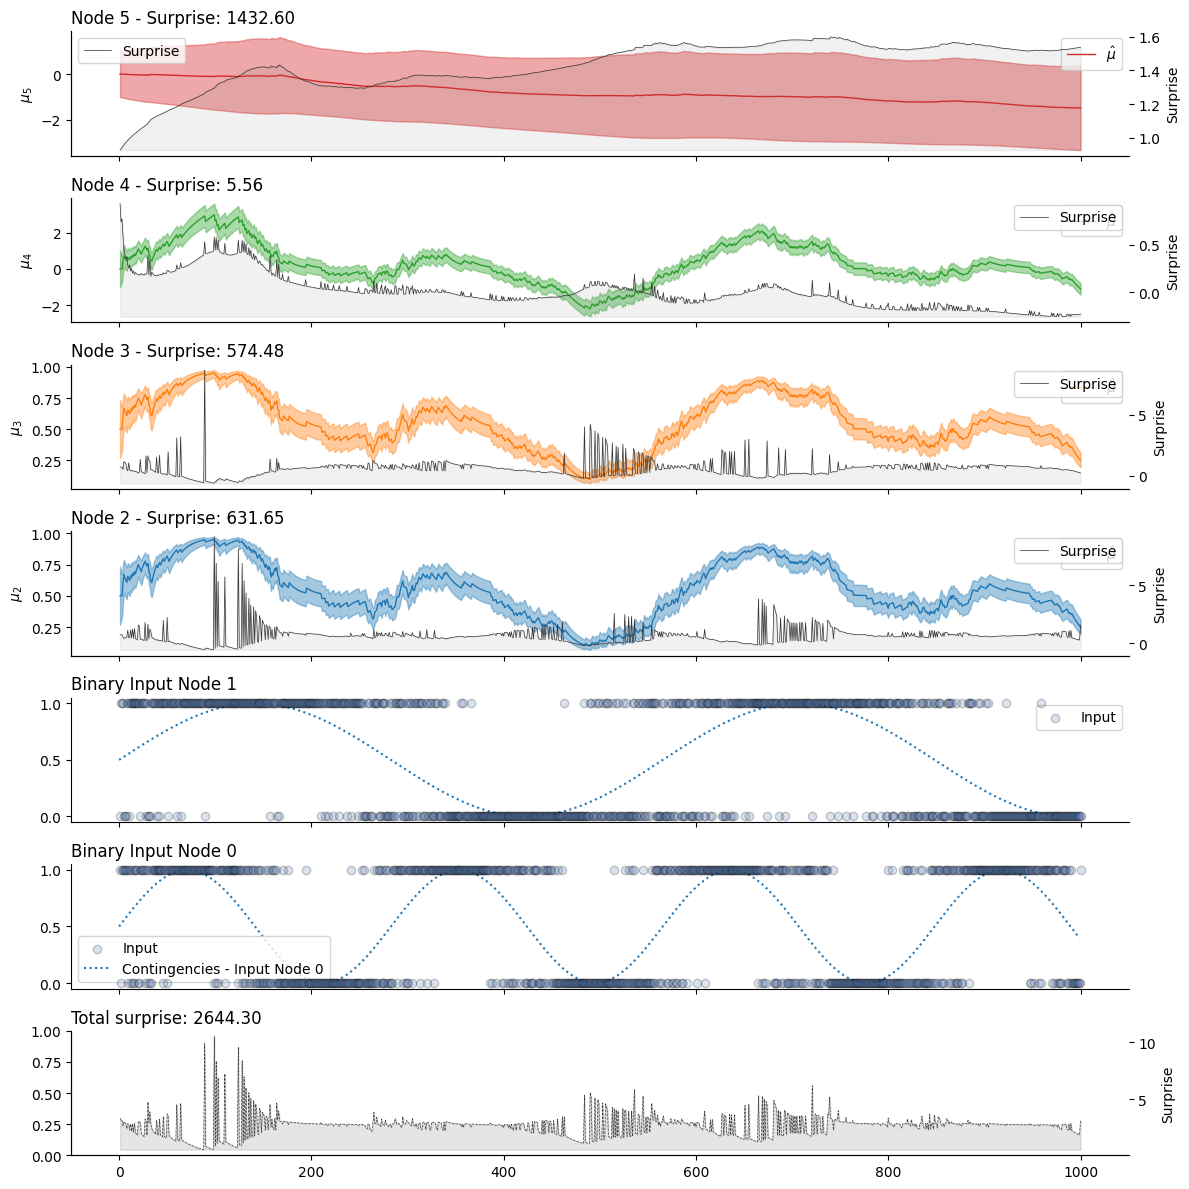 Node 5 - Surprise: 1432.60
Surprise
μ̂
0
−2
μ5
1.6
1.4
1.2
1.0
Surprise
Node 4 - Surprise: 5.56
Surprise
2
0
−2
μ4
0.5
0.0
Surprise
Node 3 - Surprise: 574.48
Surprise
1.00
0.75
0.50
0.25
μ3
5
0
Surprise
Node 2 - Surprise: 631.65
Surprise
1.00
0.75
0.50
0.25
μ2
5
0
Surprise
Binary Input Node 1
Input
1.0
0.5
0.0
Binary Input Node 0
1.0
0.5
0.0
Input
Contingencies - Input Node 0
Total surprise: 2644.30
1.00
0.75
0.50
0.25
0.00
10
5
Surprise
0 200 400 600 800 1000